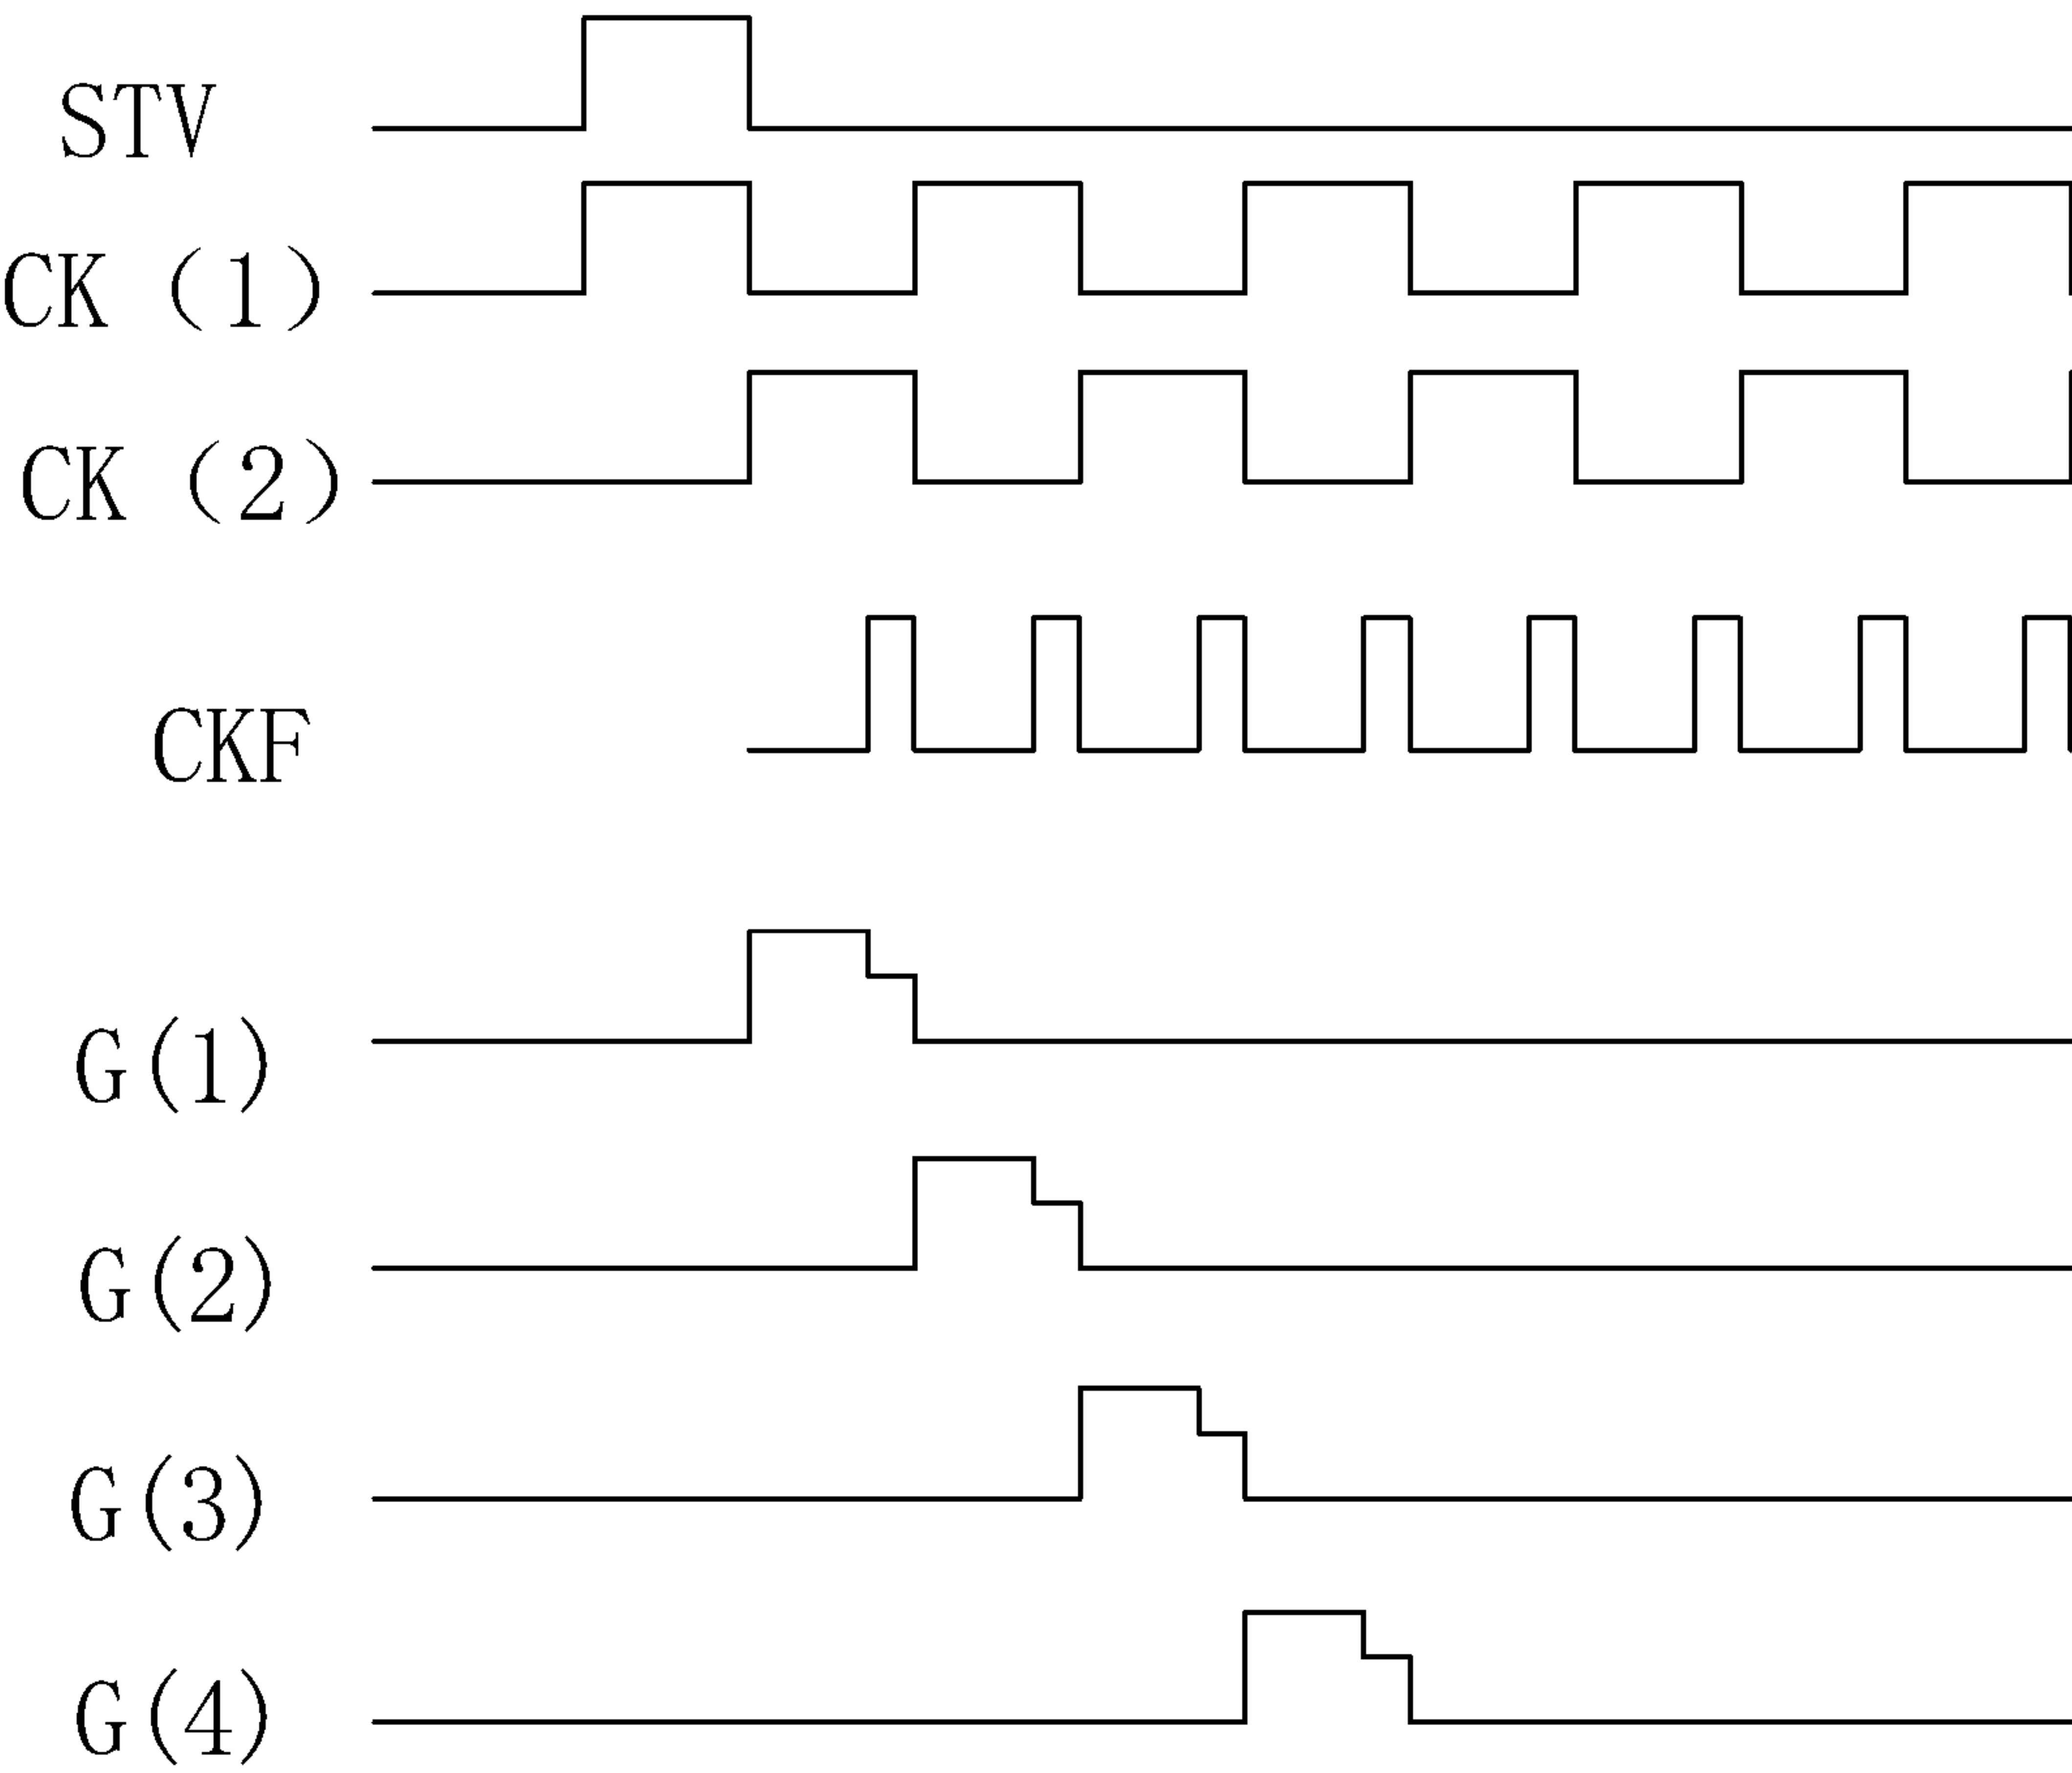 STV
CK（1）
CK（2）
CKF
G(1)
G(2)
G(3)
G(4)